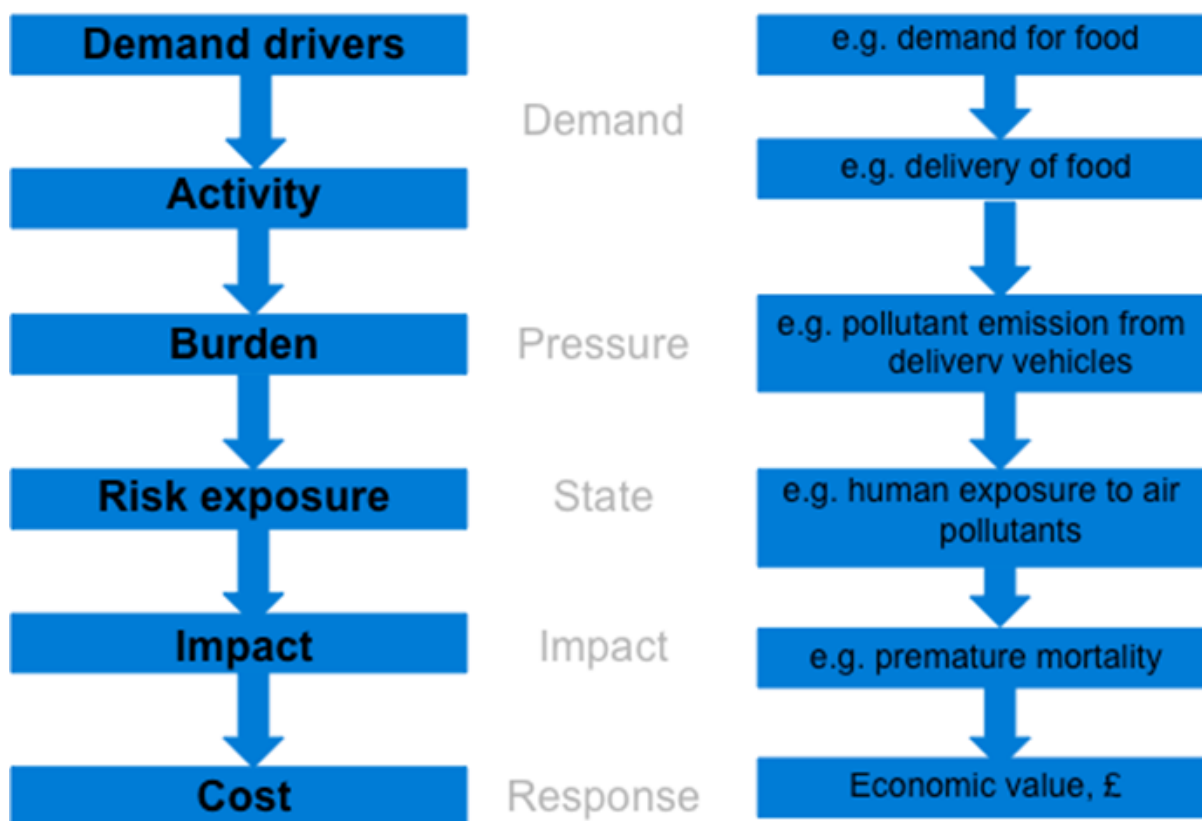 Demand drivers
e.g. demand for food
Demand
Activity
e.g. delivery of food
Burden
Pressure
e.g. pollutant emission from
delivery vehicles
Risk exposure
State
e.g. human exposure to air
pollutants
Impact
Impact
e.g. premature mortality
Cost
Response
Economic value, £